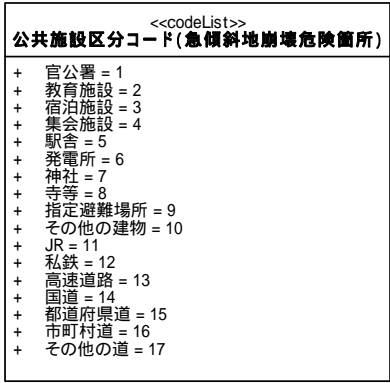 <<codeList>>
公共施設区分コード(急傾斜地崩壊危険箇所)
+ 官公署 = 1
+ 教育施設 = 2
+ 宿泊施設 = 3
+ 集会施設 = 4
+ 駅舎 = 5
+ 発電所 = 6
+ 神社 = 7
+ 寺等 = 8
+ 指定避難場所 = 9
+ その他の建物 = 10
+ JR = 11
+ 私鉄 = 12
+ 高速道路 = 13
+ 国道 = 14
+ 都道府県道 = 15
+ 市町村道 = 16
+ その他の道 = 17